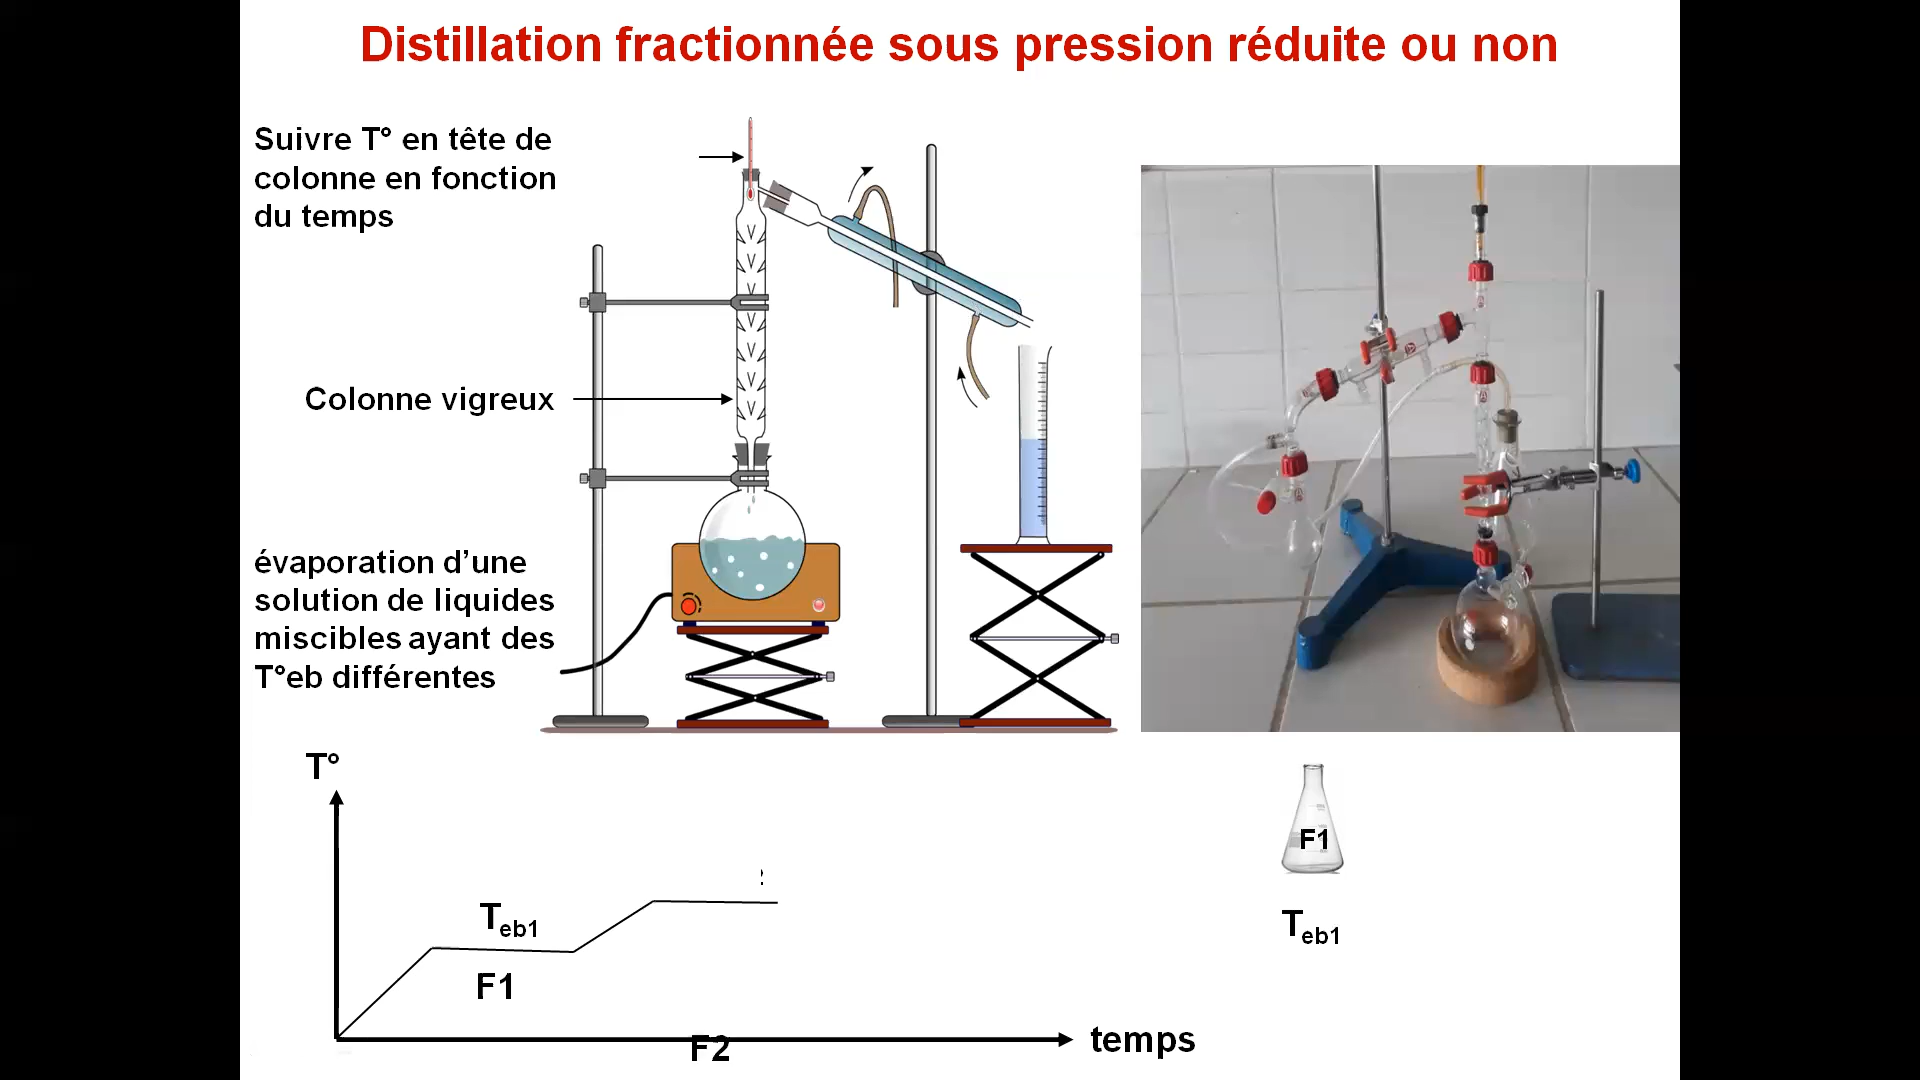 Distillation fractionnée sous pression réduite ou non
Suivre T° en tête de
colonne en fonction
du temps
Colonne vigreux
évaporation d’une
solution de liquides
miscibles ayant des
T°eb différentes
T°
Teb1
F1
F2
temps
F1
Teb1